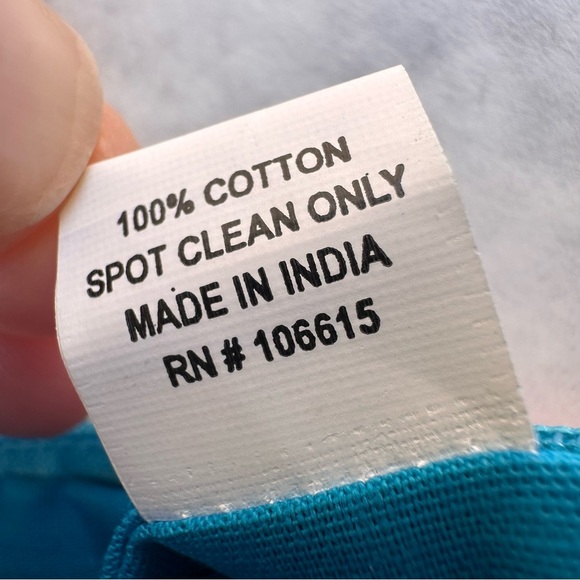 100% COTTON
SPOT CLEAN ONLY
MADE IN INDIA
RN # 106615